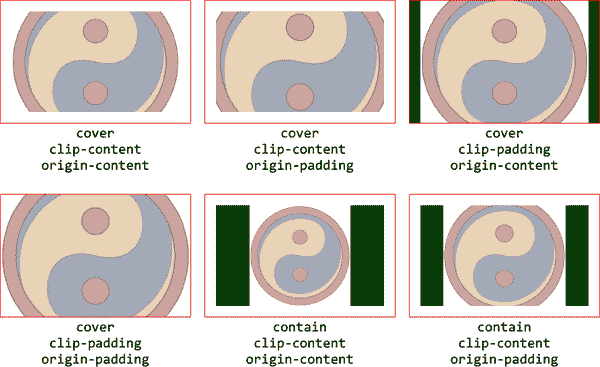 cover
clip-content
origin-content
cover
clip-content
origin-padding
cover
clip-padding
origin-content
cover
clip-padding
origin-padding
contain
clip-content
origin-content
contain
clip-content
origin-padding